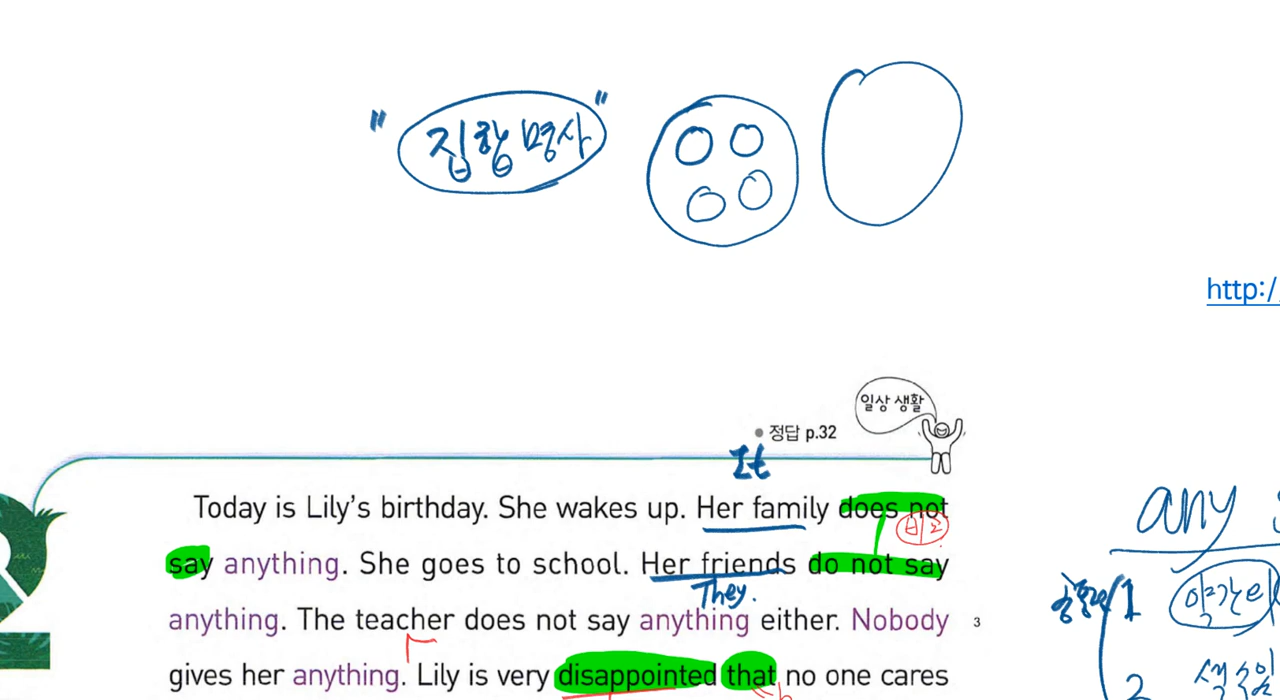 "집합명사"
http:/
일상 생활
정답 p.32
It
Today is Lily's birthday. She wakes up. Her family does not
비교
say anything. She goes to school. Her friends do not say
They.
anything. The teacher does not say anything either. Nobody
3
gives her anything. Lily is very disappointed that no one cares
any
1
2